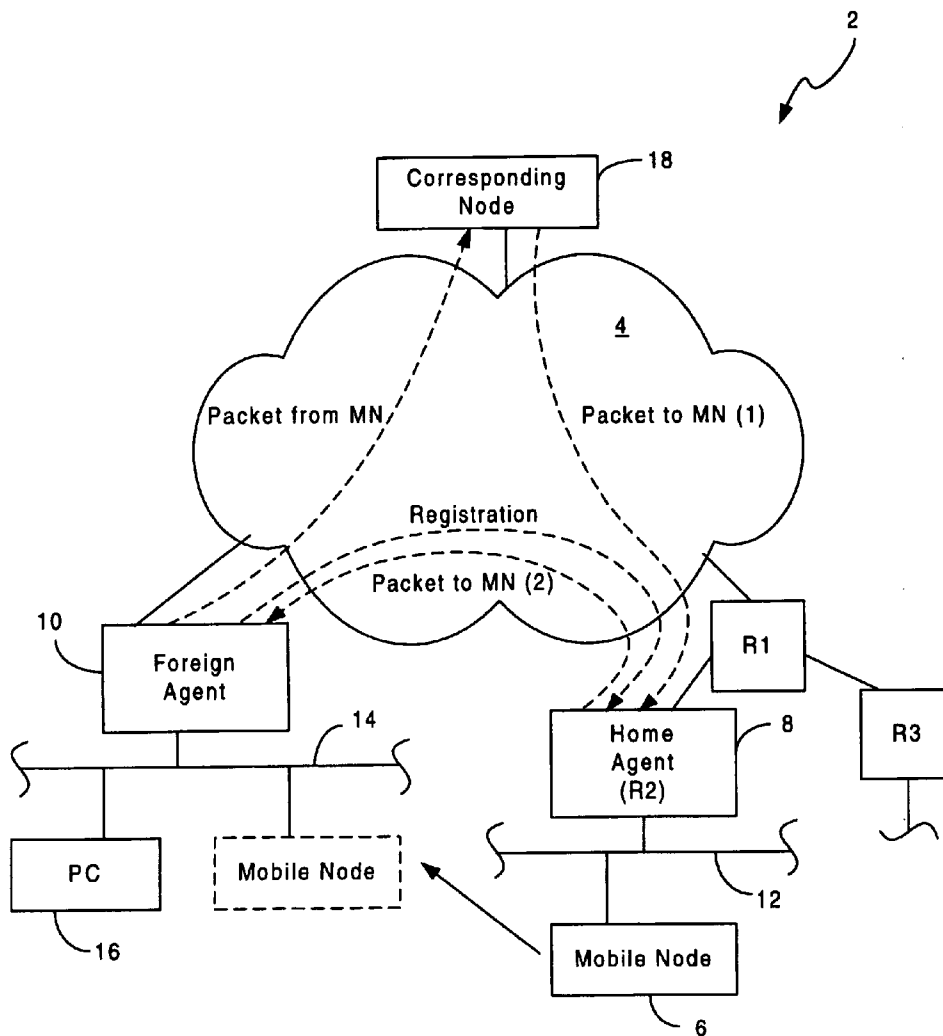 2
18
Corresponding
Node
4
Packet from MN
Packet to MN (1)
Registration
Packet to MN (2)
10
Foreign
Agent
R1
14
8
Home
Agent
(R2)
R3
PC
Mobile Node
12
16
Mobile Node
6